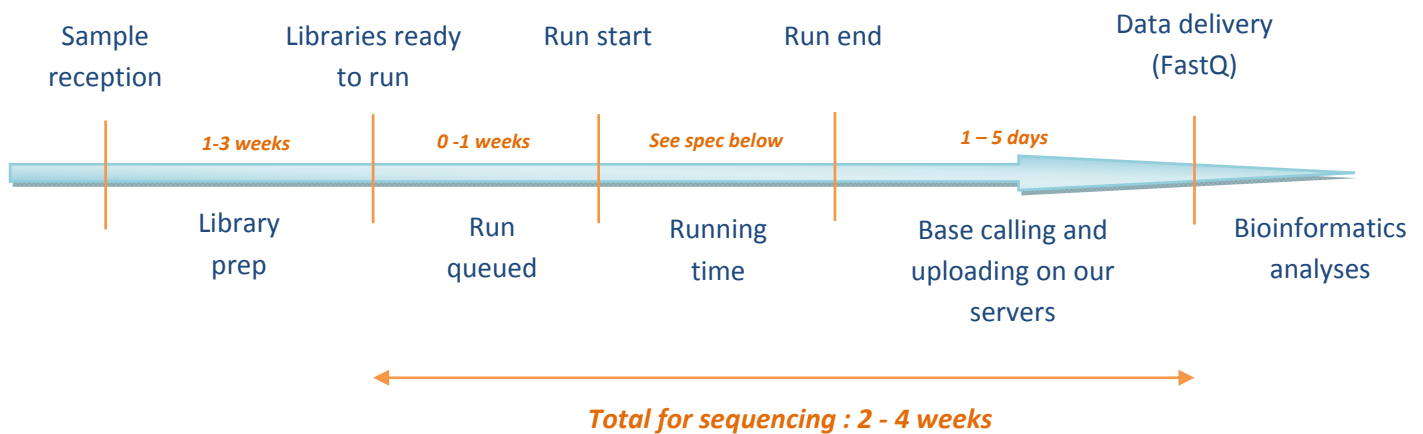 Sample
reception
Libraries ready
to run
Run start
Run end
Data delivery
(FastQ)
1-3 weeks
0 -1 weeks
See spec below
1 – 5 days
Library
prep
Run
queued
Running
time
Base calling and
uploading on our
servers
Bioinformatics
analyses
Total for sequencing : 2 - 4 weeks